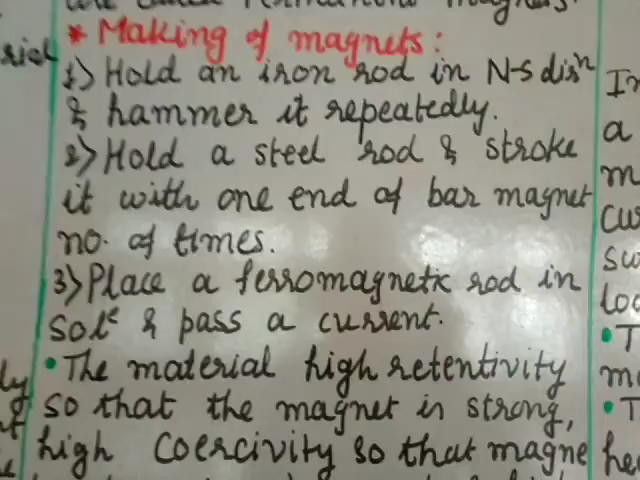 * Making of magnets:
1) Hold an iron rod in N-S dirⁿ
& hammer it repeatedly.
2) Hold a steel rod & stroke
it with one end of bar magnet
no. of times.
3) Place a ferromagnetic rod in
solᵉ & pass a current.
• The material high retentivity
so that the magnet is strong,
high coercivity so that magne